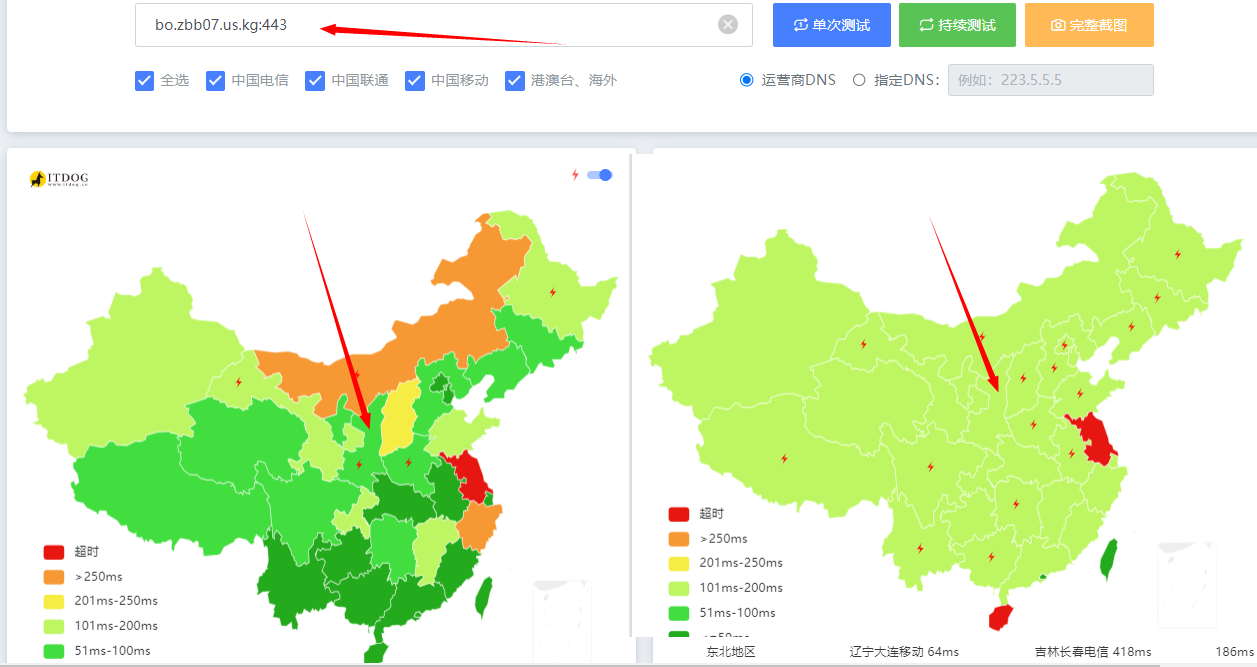 bo.zbb07.us.kg:443
单次测试
持续测试
完整截图
全选
中国电信
中国联通
中国移动
港澳台、海外
运营商DNS
指定DNS:
例如：223.5.5.5
ITDOG
www.itdog.cn
超时
>250ms
201ms-250ms
101ms-200ms
51ms-100ms
超时
>250ms
201ms-250ms
101ms-200ms
51ms-100ms
<=50ms
东北地区
辽宁大连移动 64ms
吉林长春电信 418ms
186ms